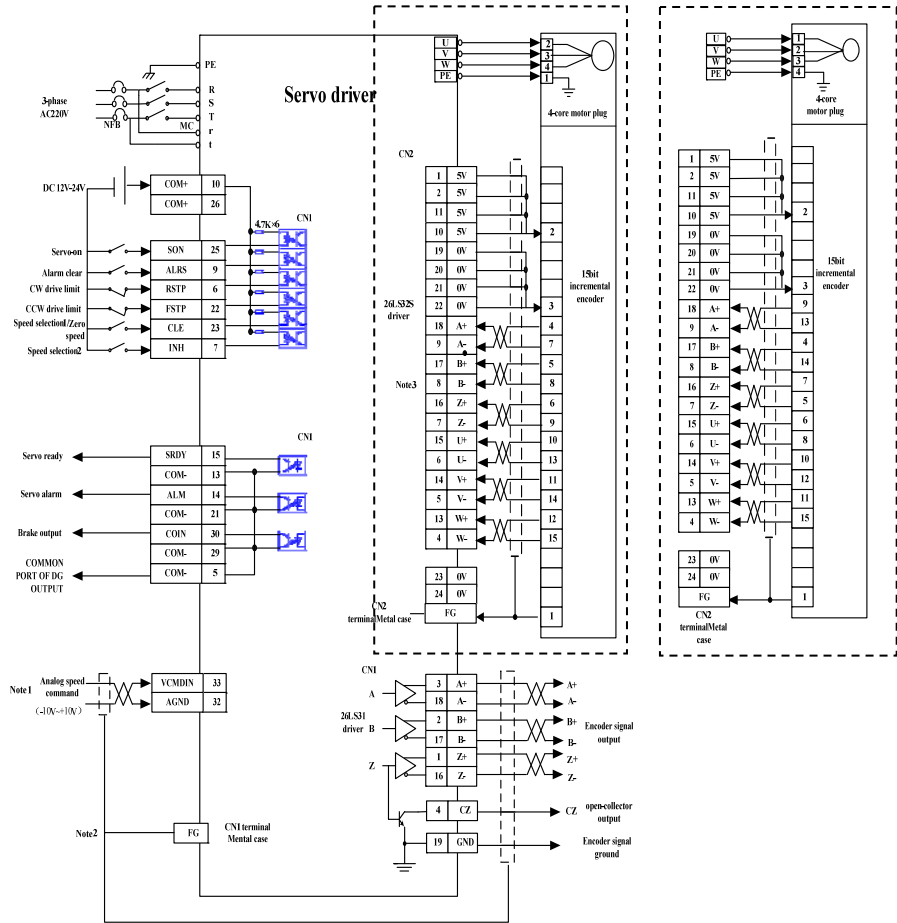 Servo driver
PE
3-phase
AC220V
NFB
MC
R
S
T
r
t
DC 12V-24V
COM+ 10
COM+ 26
4.7K×6
CN1
Servo-on SON 25
Alarm clear ALRS 9
CW drive limit RSTP 6
CCW drive limit FSTP 22
Speed selection1/Zero
speed
CLE 23
Speed selection2 INH 7
CN1
Servo ready SRDY 15
COM- 13
Servo alarm ALM 14
COM- 21
Brake output COIN 30
COM- 29
COMMON
PORT OF DG
OUTPUT
COM- 5
Note1
Analog speed
command
(-10V~+10V)
VCMDIN 33
AGND 32
Note2
FG
CN1 terminal
Mental case
U 2
V 3
W 4
PE 1
4-core
motor plug
CN2
1 5V
2 5V
11 5V
10 5V 2
19 0V
20 0V
21 0V
22 0V 3
18 A+ 4
9 A- 7
17 B+ 5
8 B- 8
16 Z+ 6
7 Z- 9
15 U+ 10
6 U- 13
14 V+ 11
5 V- 14
13 W+ 12
4 W- 15
23 0V
24 0V
FG 1
26LS32S
driver
Note3
15bit
incremental
encoder
CN2
terminalMetal case
CN1
A
26LS31
driver B
Z
3 A+ A+
18 A- A-
2 B+ B+
17 B- B-
1 Z+ Z+
16 Z- Z-
Encoder signal
output
4 CZ CZ
open-collector
output
19 GND
Encoder signal
ground
U 1
V 2
W 3
PE 4
4-core
motor plug
1 5V
2 5V
11 5V
10 5V 2
19 0V
20 0V
21 0V
22 0V 3
18 A+ 9
9 A- 13
17 B+ 4
8 B- 14
16 Z+ 7
7 Z- 5
15 U+ 6
6 U- 8
14 V+ 10
5 V- 12
13 W+ 11
4 W- 15
23 0V
24 0V
FG 1
15bit
incremental
encoder
CN2
terminalMetal
case